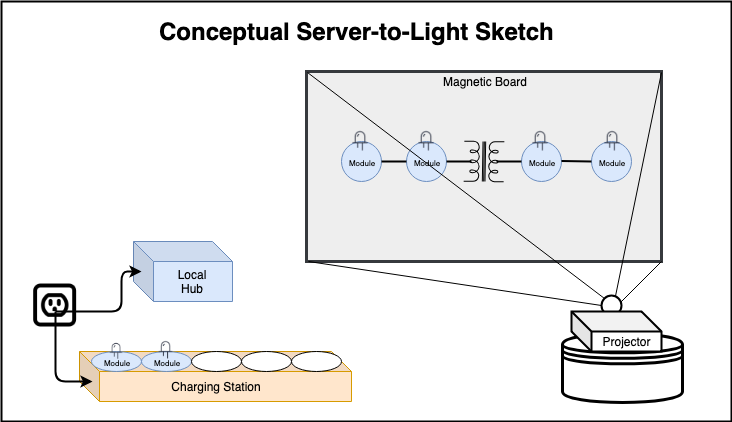 Conceptual Server-to-Light Sketch
Magnetic Board
Module
Module
Module
Module
Local
Hub
Projector
Module
Module
Charging Station